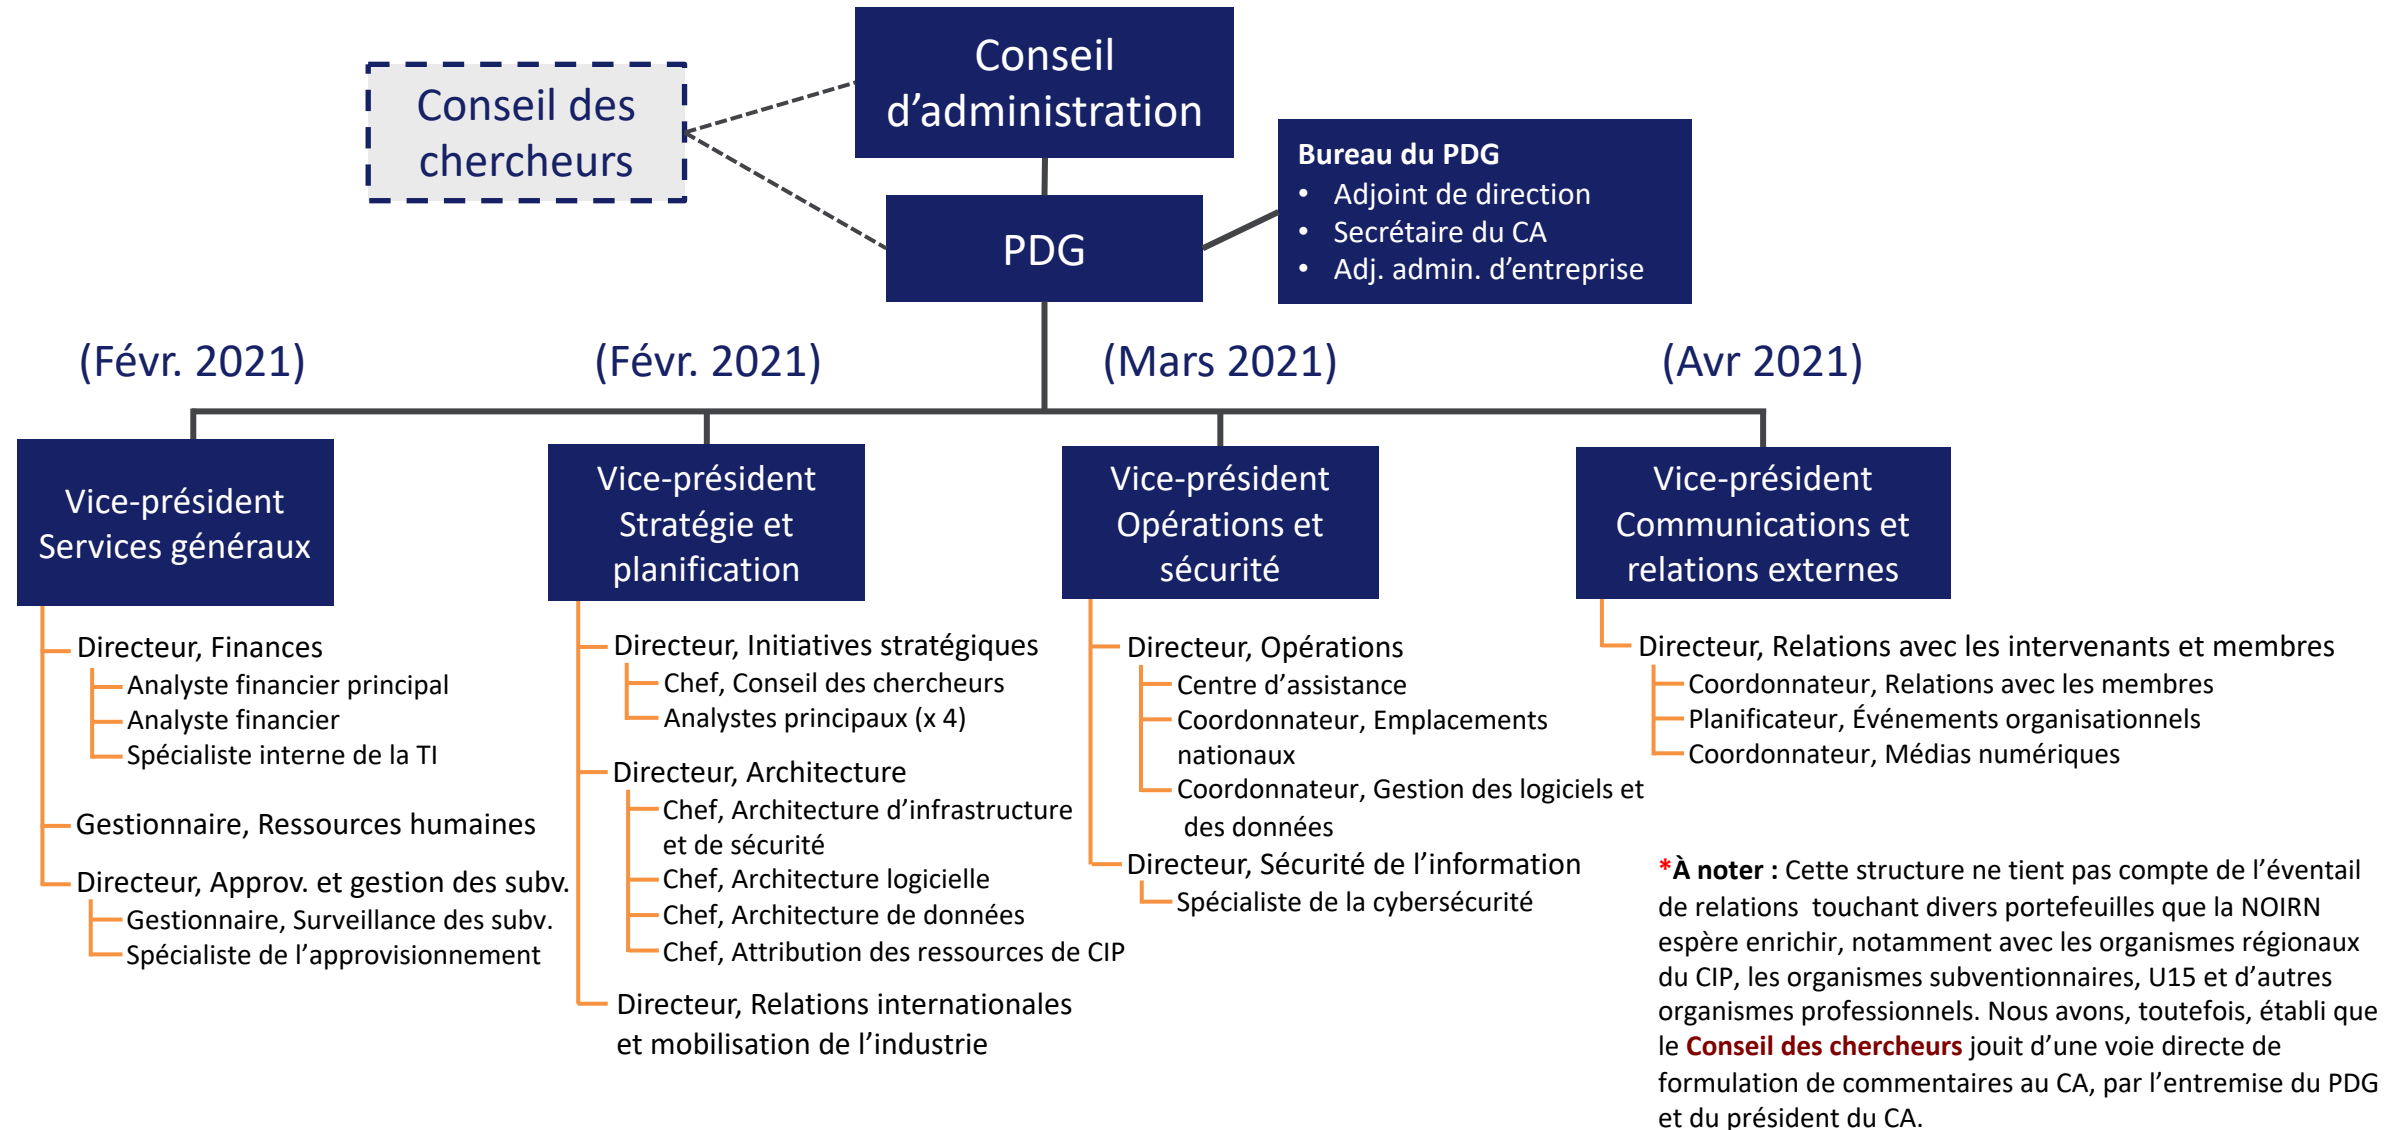 Conseil
d’administration
Conseil des
chercheurs
Bureau du PDG
• Adjoint de direction
• Secrétaire du CA
• Adj. admin. d’entreprise
PDG
(Févr. 2021)
(Févr. 2021)
(Mars 2021)
(Avr 2021)
Vice-président
Services généraux
Directeur, Finances
Analyste financier principal
Analyste financier
Spécialiste interne de la TI
Gestionnaire, Ressources humaines
Directeur, Approv. et gestion des subv.
Gestionnaire, Surveillance des subv.
Spécialiste de l’approvisionnement
Vice-président
Stratégie et
planification
Directeur, Initiatives stratégiques
Chef, Conseil des chercheurs
Analystes principaux (x 4)
Directeur, Architecture
Chef, Architecture d’infrastructure
et de sécurité
Chef, Architecture logicielle
Chef, Architecture de données
Chef, Attribution des ressources de CIP
Directeur, Relations internationales
et mobilisation de l’industrie
Vice-président
Opérations et
sécurité
Directeur, Opérations
Centre d’assistance
Coordonnateur, Emplacements
nationaux
Coordonnateur, Gestion des logiciels et
des données
Directeur, Sécurité de l’information
Spécialiste de la cybersécurité
Vice-président
Communications et
relations externes
Directeur, Relations avec les intervenants et membres
Coordonnateur, Relations avec les membres
Planificateur, Événements organisationnels
Coordonnateur, Médias numériques
*À noter : Cette structure ne tient pas compte de l’éventail
de relations touchant divers portefeuilles que la NOIRN
espère enrichir, notamment avec les organismes régionaux
du CIP, les organismes subventionnaires, U15 et d’autres
organismes professionnels. Nous avons, toutefois, établi que
le Conseil des chercheurs jouit d’une voie directe de
formulation de commentaires au CA, par l’entremise du PDG
et du président du CA.